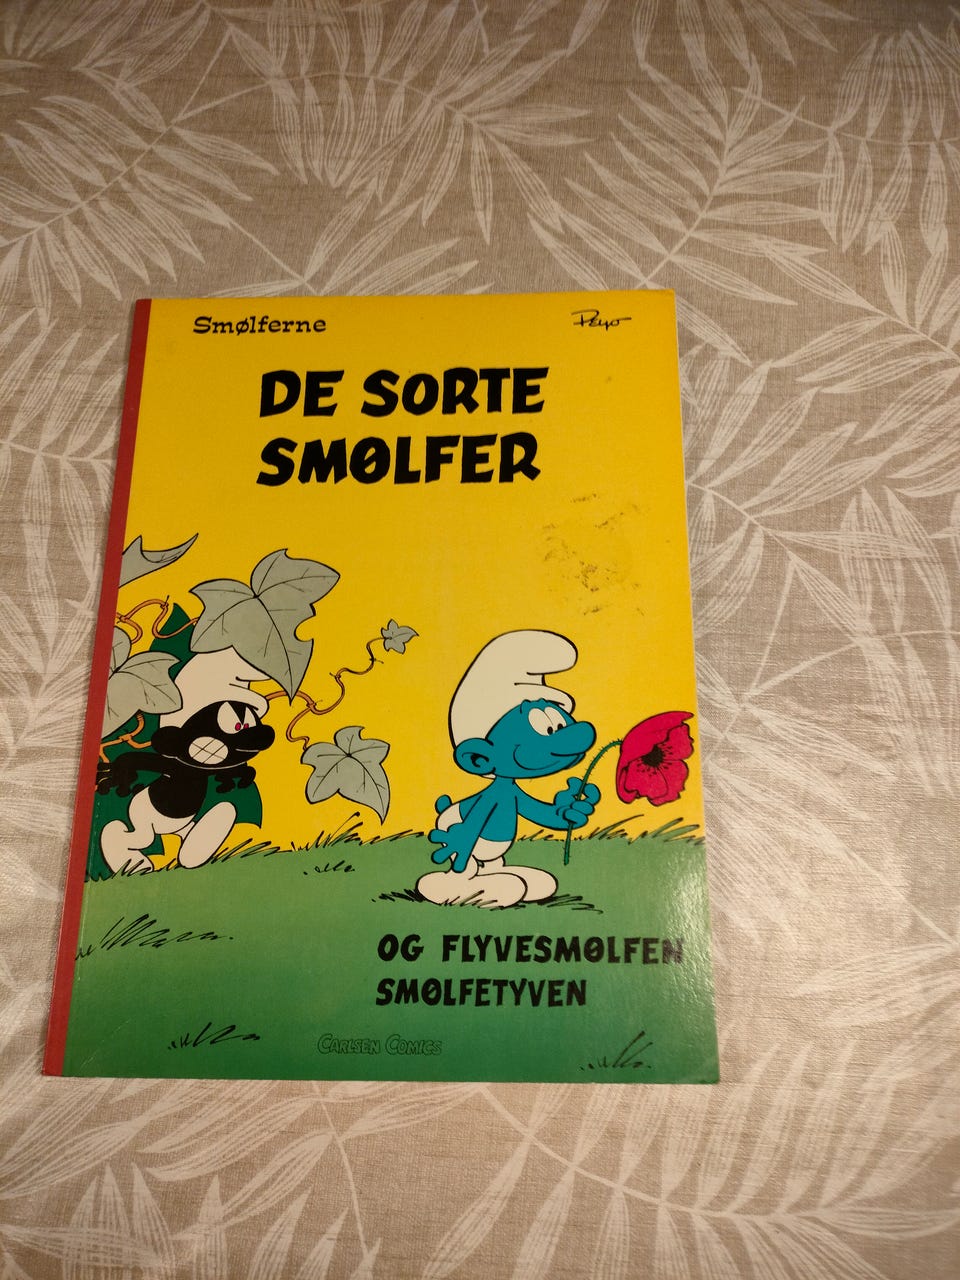 Smølferne
Peyo
DE SORTE
SMØLFER
OG FLYVESMØLFEN
SMØLFETYVEN
CARLSEN COMICS